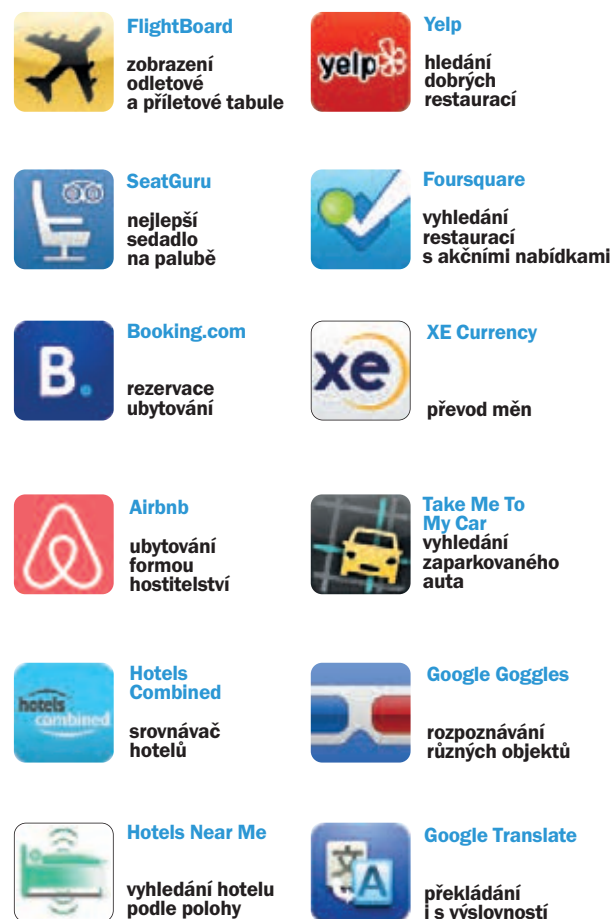 FlightBoard
zobrazení
odletové
a příletové tabule
yelp
Yelp
hledání
dobrých
restaurací
SeatGuru
nejlepší
sedadlo
na palubě
Foursquare
vyhledání
restaurací
s akčními nabídkami
B.
Booking.com
rezervace
ubytování
xe
XE Currency
převod měn
Airbnb
ubytování
formou
hostitelství
Take Me To
My Car
vyhledání
zaparkovaného
auta
hotels
combined
Hotels
Combined
srovnávač
hotelů
Google Goggles
rozpoznávání
různých objektů
Hotels Near Me
vyhledání hotelu
podle polohy
文
A
Google Translate
překládání
i s výslovností